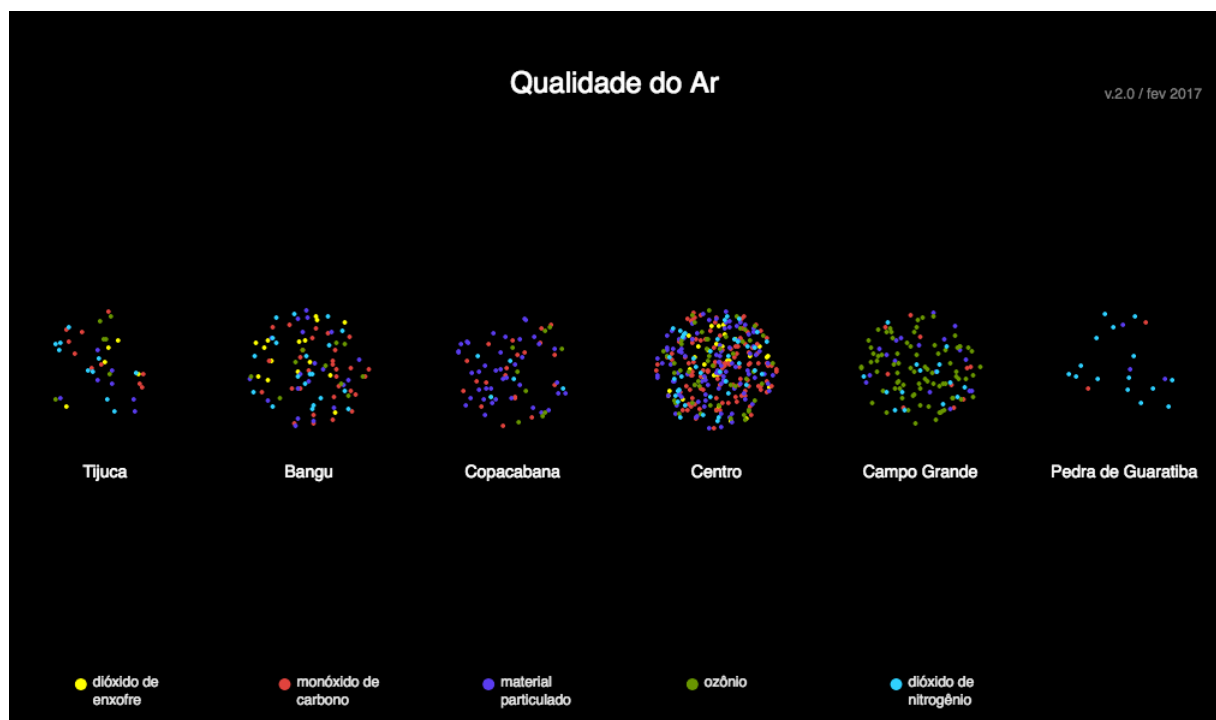 Qualidade do Ar
v.2.0 / fev 2017
Tijuca
Bangu
Copacabana
Centro
Campo Grande
Pedra de Guaratiba
dióxido de
enxofre
monóxido de
carbono
material
particulado
ozônio
dióxido de
nitrogênio